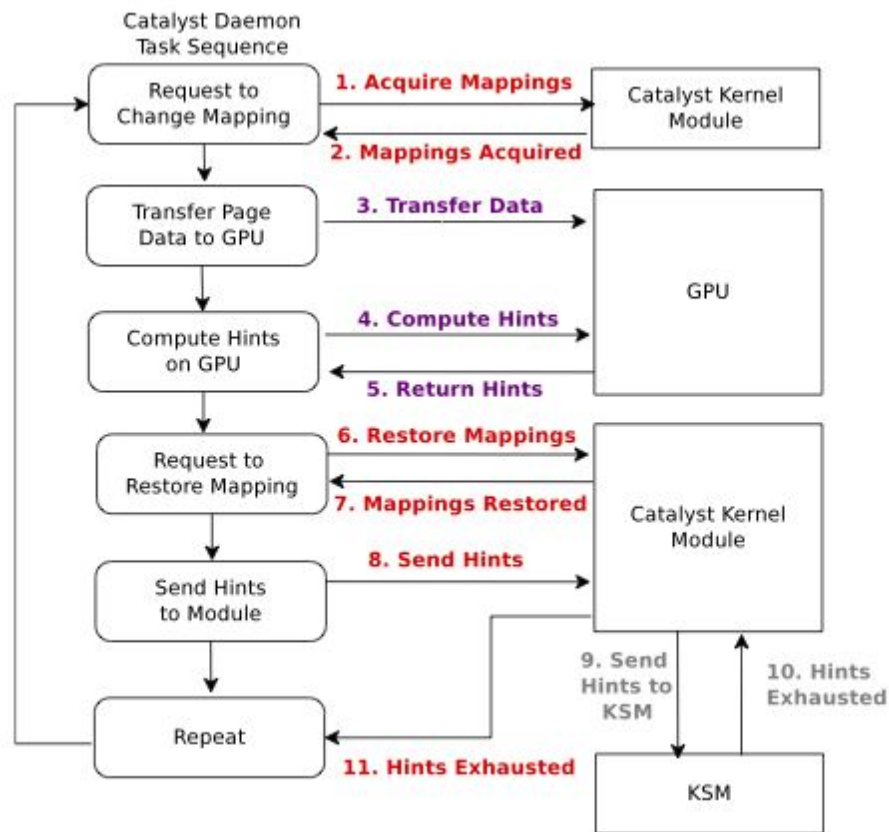 Catalyst Daemon
Task Sequence
Request to
Change Mapping
1. Acquire Mappings
Catalyst Kernel
Module
2. Mappings Acquired
Transfer Page
Data to GPU
3. Transfer Data
GPU
Compute Hints
on GPU
4. Compute Hints
5. Return Hints
Request to
Restore Mapping
6. Restore Mappings
7. Mappings Restored
Catalyst Kernel
Module
Send Hints
to Module
8. Send Hints
9. Send
Hints to
KSM
10. Hints
Exhausted
Repeat
11. Hints Exhausted
KSM